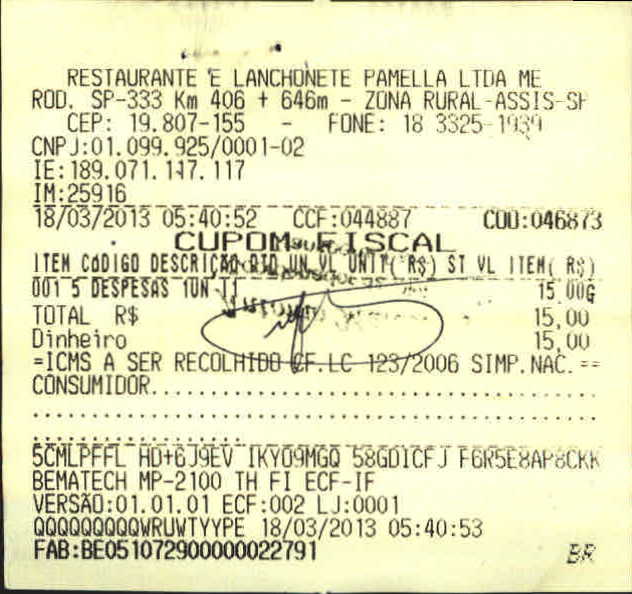 RESTAURANTE E LANCHONETE PAMELLA LTDA ME
ROD. SP-333 Km 406 + 646m - ZONA RURAL-ASSIS-SP
CEP: 19.807-155 - FONE: 18 3325-1939
CNPJ:01.099.925/0001-02
IE:189.071.117.117
IM:25916
18/03/2013 05:40:52 CCF:044887 COO:046873
CUPOM FISCAL
ITEM CÓDIGO DESCRIÇÃO QTD UN VL UNIT( R$) ST VL ITEM( R$)
001 5 DESPESAS 1UN 15,00G
TOTAL R$ 15,00
Dinheiro 15,00
=ICMS A SER RECOLHIDO CF.LC 123/2006 SIMP.NAC.==
CONSUMIDOR
5CMLPFFL HD+6J9EV IKYO9MGQ 58GDICFJ F6R5E8AP8CKK
BEMATECH MP-2100 TH FI ECF-IF
VERSÃO:01.01.01 ECF:002 LJ:0001
QQQQQQQQQWRUWTYYPE 18/03/2013 05:40:53
FAB:BE051072900000022791 BR